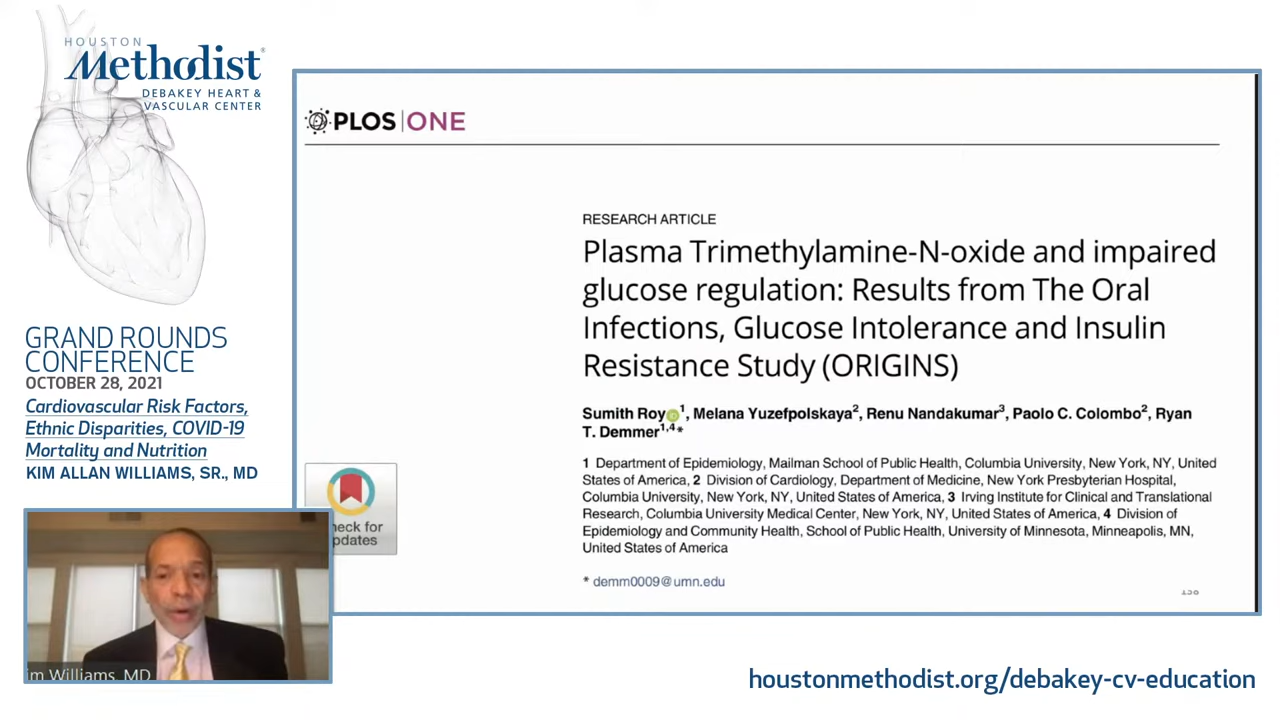 HOUSTON
Methodist®
DEBAKEY HEART &
VASCULAR CENTER
GRAND ROUNDS
CONFERENCE
OCTOBER 28, 2021
Cardiovascular Risk Factors,
Ethnic Disparities, COVID-19
Mortality and Nutrition
KIM ALLAN WILLIAMS, SR., MD
im Williams, MD
PLOS|ONE
RESEARCH ARTICLE
Plasma Trimethylamine-N-oxide and impaired
glucose regulation: Results from The Oral
Infections, Glucose Intolerance and Insulin
Resistance Study (ORIGINS)
Sumith Roy1, Melana Yuzefpolskaya2, Renu Nandakumar3, Paolo C. Colombo2, Ryan
T. Demmer1,4*
1 Department of Epidemiology, Mailman School of Public Health, Columbia University, New York, NY, United
States of America, 2 Division of Cardiology, Department of Medicine, New York Presbyterian Hospital,
Columbia University, New York, NY, United States of America, 3 Irving Institute for Clinical and Translational
Research, Columbia University Medical Center, New York, NY, United States of America, 4 Division of
Epidemiology and Community Health, School of Public Health, University of Minnesota, Minneapolis, MN,
United States of America
* demm0009@umn.edu
heck for
pdates
houstonmethodist.org/debakey-cv-education